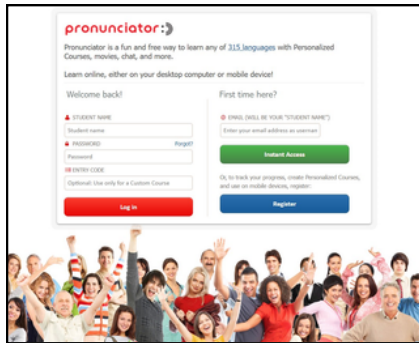 pronunciator:)
Pronunciator is a fun and free way to learn any of 315 languages with Personalized
Courses, movies, chat, and more.
Learn online, either on your desktop computer or mobile device!
Welcome back!
STUDENT NAME
Student name
PASSWORD Forgot?
Password
ENTRY CODE
Optional: Use only for a Custom Course
Log in
First time here?
EMAIL (WILL BE YOUR "STUDENT NAME")
Enter your email address as usernam
Instant Access
Or, to track your progress, create Personalized Courses,
and use on mobile devices, register:
Register